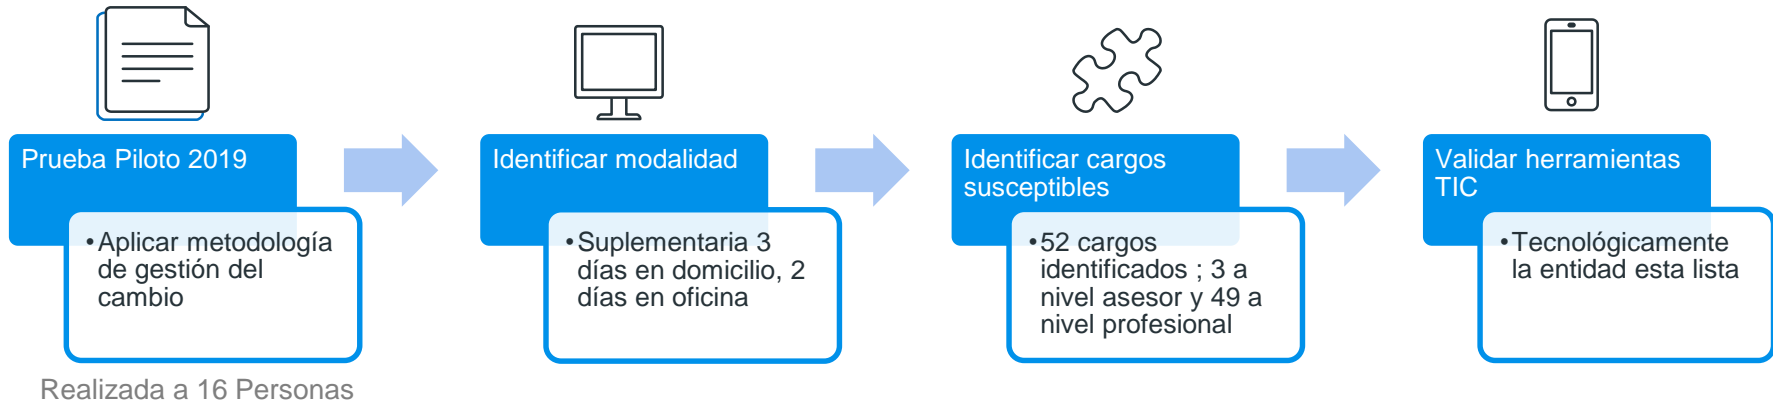 Prueba Piloto 2019
•Aplicar metodología
de gestión del
cambio
Realizada a 16 Personas
Identificar modalidad
•Suplementaria 3
días en domicilio, 2
días en oficina
Identificar cargos
susceptibles
•52 cargos
identificados ; 3 a
nivel asesor y 49 a
nivel profesional
Validar herramientas
TIC
•Tecnológicamente
la entidad esta lista